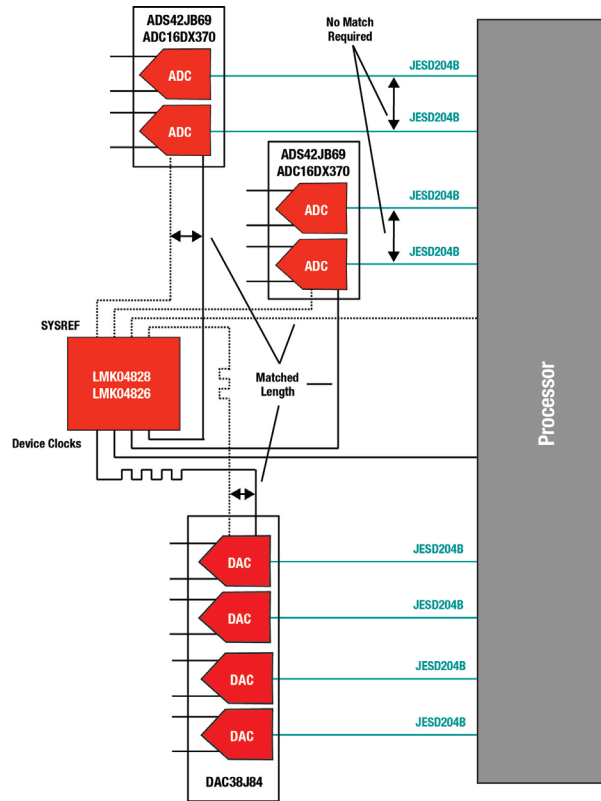 ADS42JB69
ADC16DX370
No Match
Required
ADC
JESD204B
ADC
JESD204B
ADS42JB69
ADC16DX370
ADC
JESD204B
ADC
JESD204B
SYSREF
LMK04828
LMK04826
Matched
Length
Device Clocks
Processor
DAC
JESD204B
DAC
JESD204B
DAC
JESD204B
DAC
JESD204B
DAC38J84